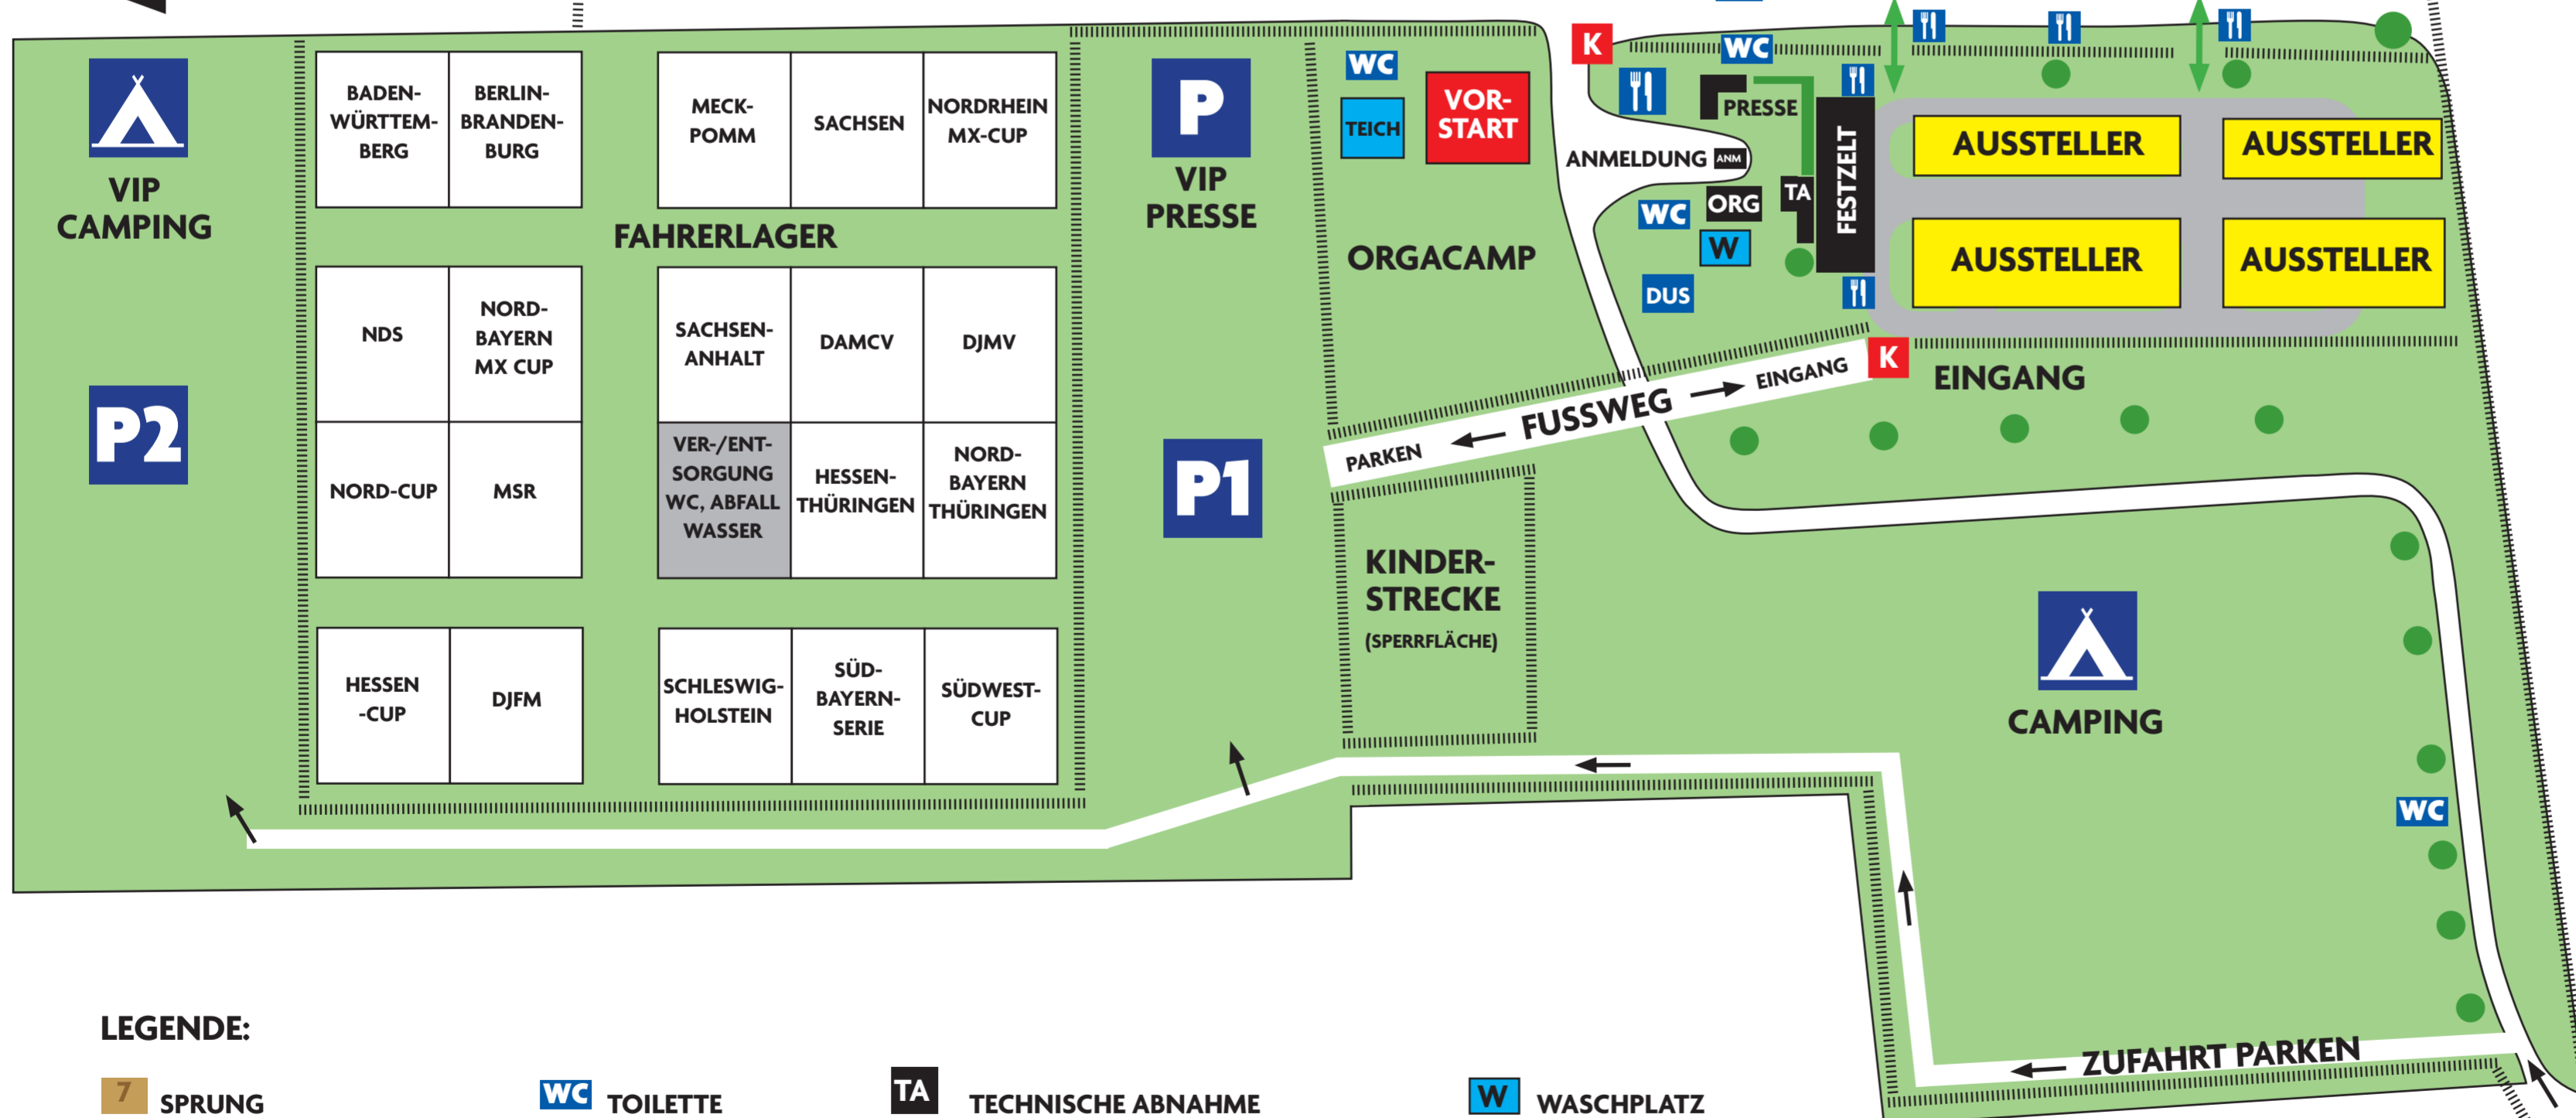 VIP
CAMPING
P2
BADEN-
WÜRTTEM-
BERG
BERLIN-
BRANDEN-
BURG
MECK-
POMM
SACHSEN
NORDRHEIN
MX-CUP
FAHRERLAGER
NDS
NORD-
BAYERN
MX CUP
SACHSEN-
ANHALT
DAMCV
DJMV
NORD-CUP
MSR
VER-/ENT-
SORGUNG
WC, ABFALL
WASSER
HESSEN-
THÜRINGEN
NORD-
BAYERN
THÜRINGEN
HESSEN
-CUP
DJFM
SCHLESWIG-
HOLSTEIN
SÜD-
BAYERN-
SERIE
SÜDWEST-
CUP
P
VIP
PRESSE
P1
WC
TEICH
VOR-
START
ORGACAMP
K
WC
PRESSE
ANMELDUNG
ANM
WC
ORG
TA
W
DUS
FESTZELT
AUSSTELLER
AUSSTELLER
AUSSTELLER
AUSSTELLER
K
EINGANG
PARKEN
FUSSWEG
EINGANG
KINDER-
STRECKE
(SPERRFLÄCHE)
CAMPING
WC
ZUFAHRT PARKEN
LEGENDE:
7 SPRUNG
WC TOILETTE
TA TECHNISCHE ABNAHME
W WASCHPLATZ